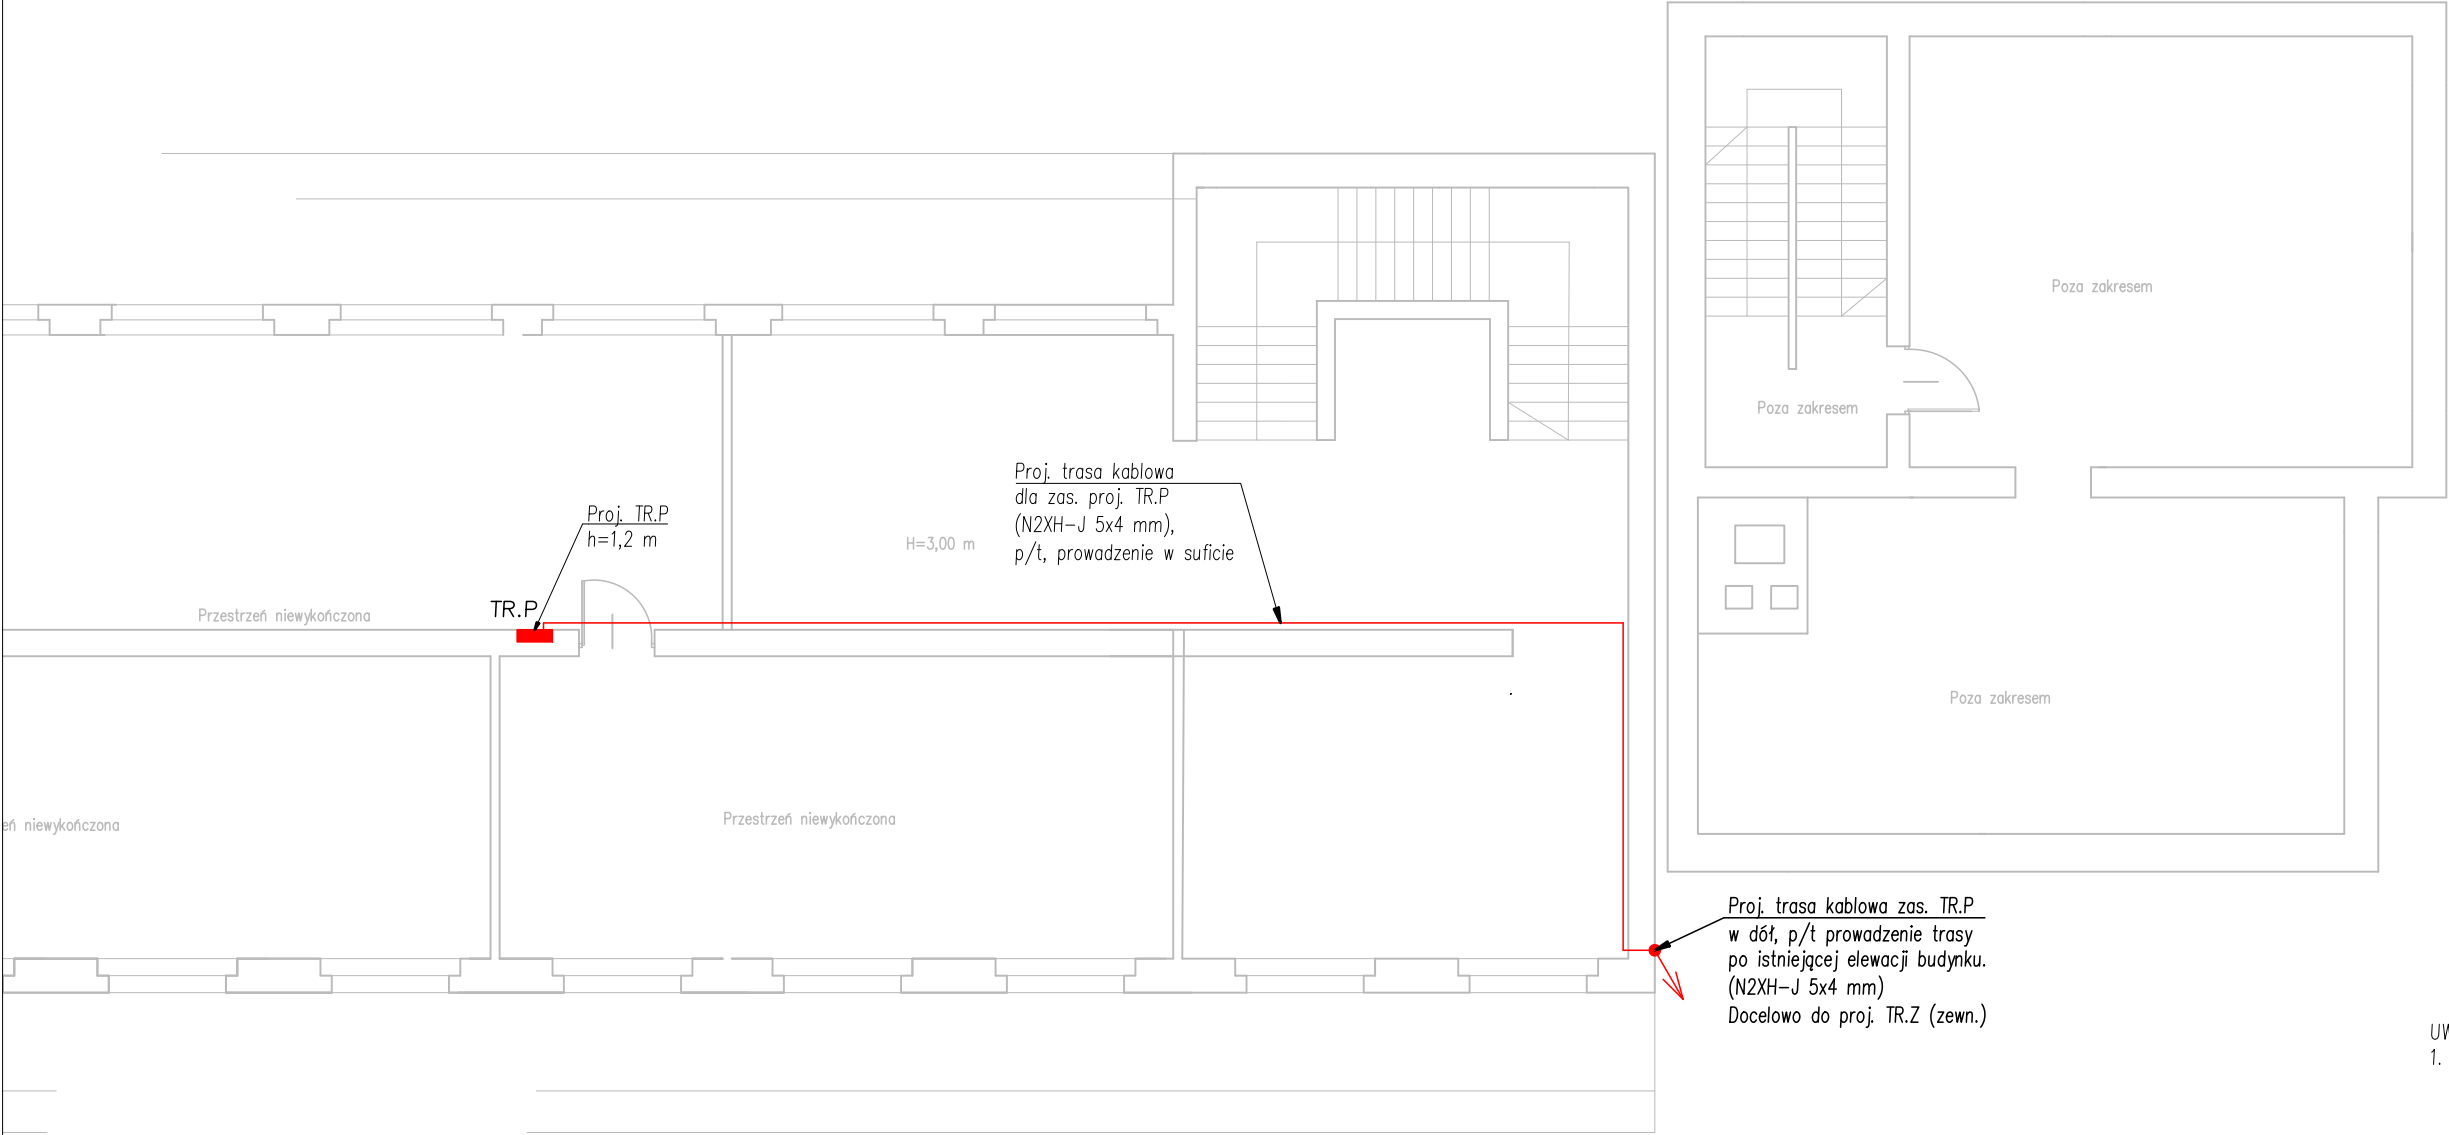 Poza zakresem
Poza zakresem
Proj. trasa kablowa
dla zas. proj. TR.P
(N2XH-J 5x4 mm),
p/t, prowadzenie w suficie
Proj. TR.P
h=1,2 m
H=3,00 m
TR.P
Przestrzeń niewykończona
Poza zakresem
Przestrzeń niewykończona
eń niewykończona
Proj. trasa kablowa zas. TR.P
w dół, p/t prowadzenie trasy
po istniejącej elewacji budynku.
(N2XH-J 5x4 mm)
Docelowo do proj. TR.Z (zewn.)
1.